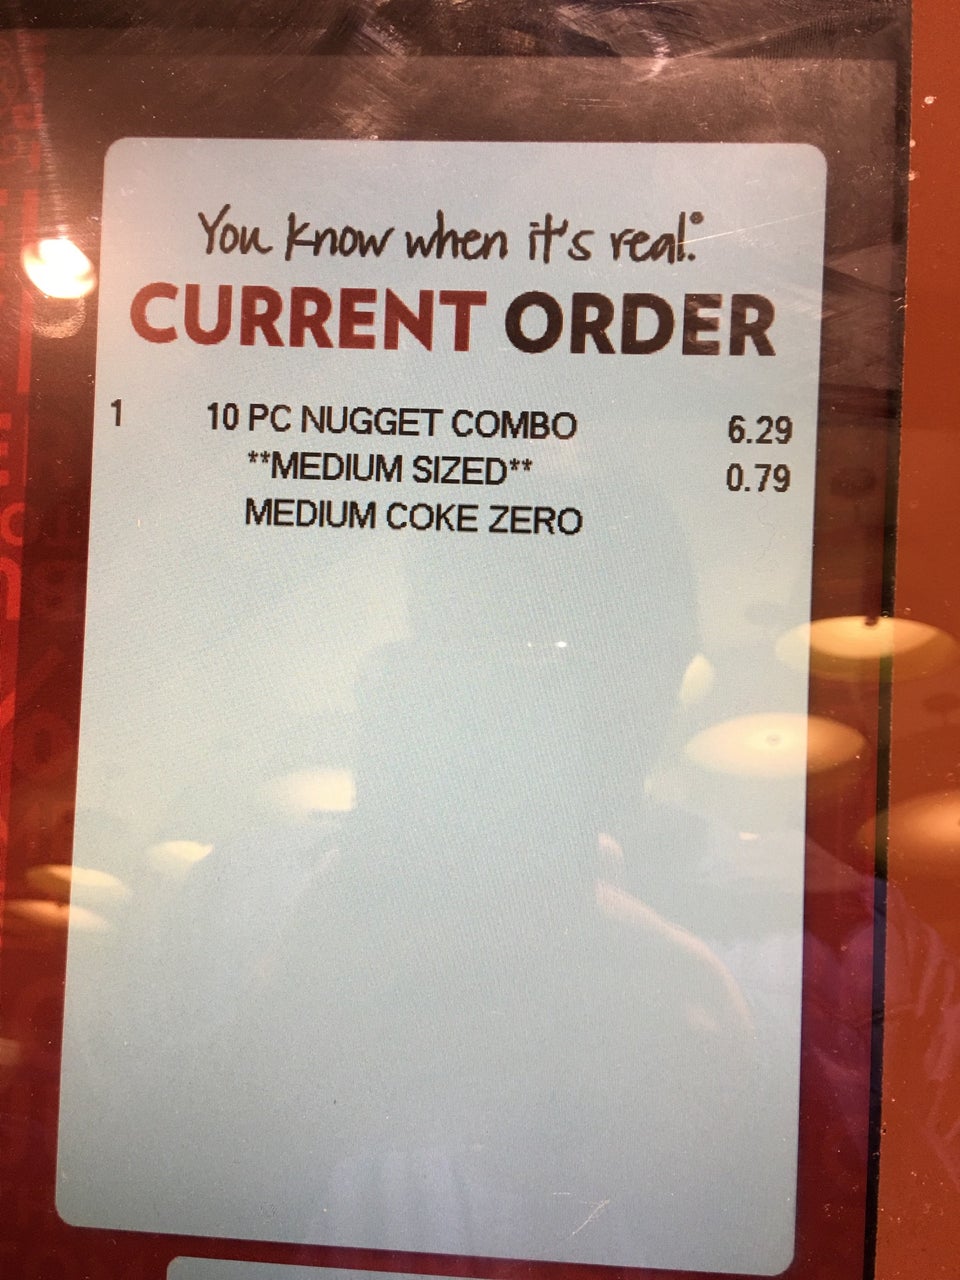 You know when it's real.®
CURRENT ORDER
1 10 PC NUGGET COMBO 6.29
**MEDIUM SIZED** 0.79
MEDIUM COKE ZERO